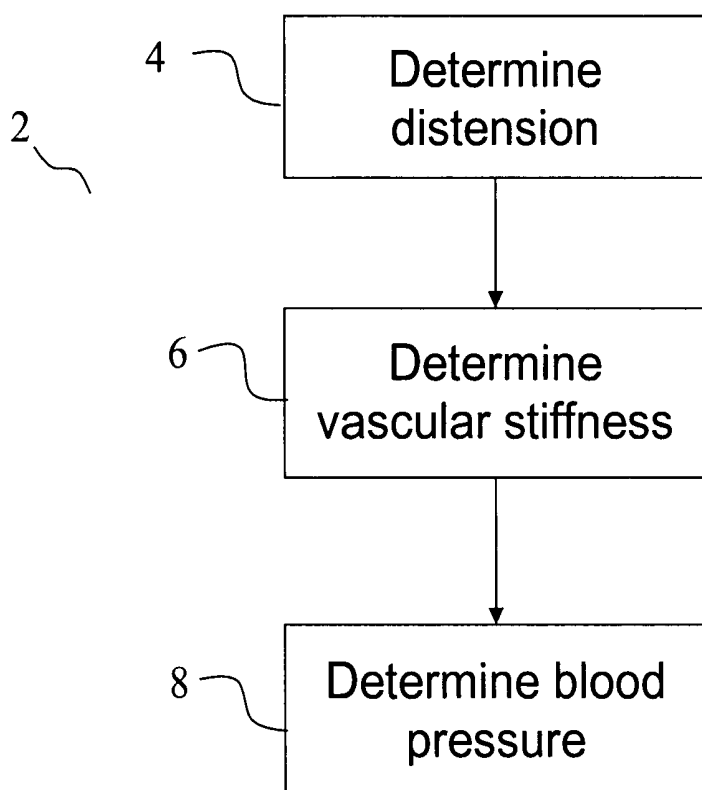 4
Determine
distension
2
6
Determine
vascular stiffness
8
Determine blood
pressure